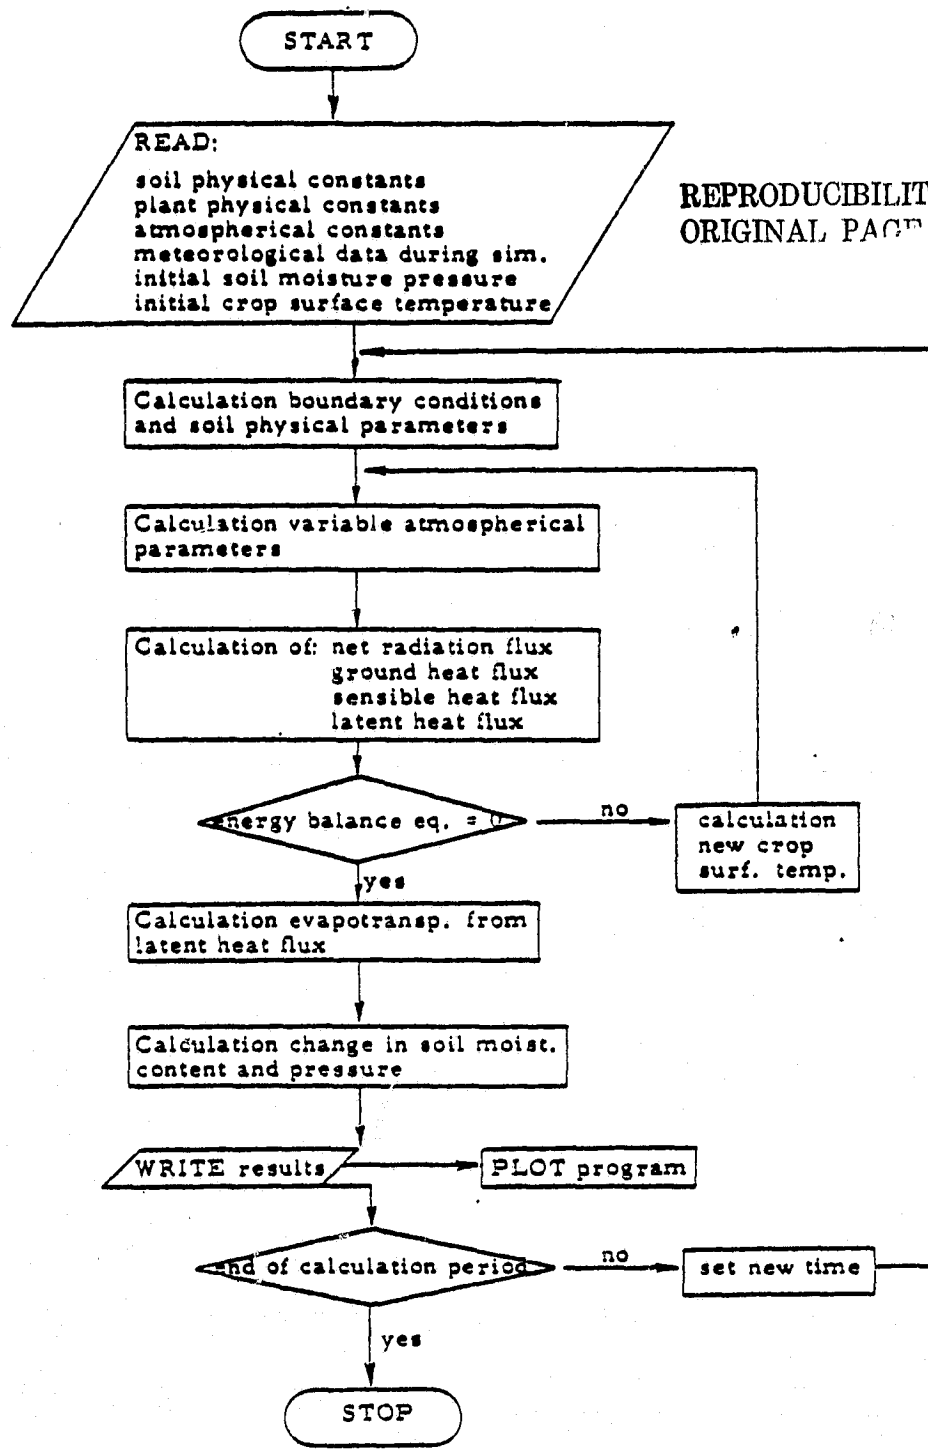 START
READ:
soil physical constants
plant physical constants
atmospherical constants
meteorological data during sim.
initial soil moisture pressure
initial crop surface temperature
REPRODUCIBILIT
ORIGINAL PAGE
Calculation boundary conditions
and soil physical parameters
Calculation variable atmospherical
parameters
Calculation of: net radiation flux
ground heat flux
sensible heat flux
latent heat flux
energy balance eq. = 0
no
calculation
new crop
surf. temp.
yes
Calculation evapotransp. from
latent heat flux
Calculation change in soil moist.
content and pressure
WRITE results
PLOT program
end of calculation period
no
set new time
yes
STOP